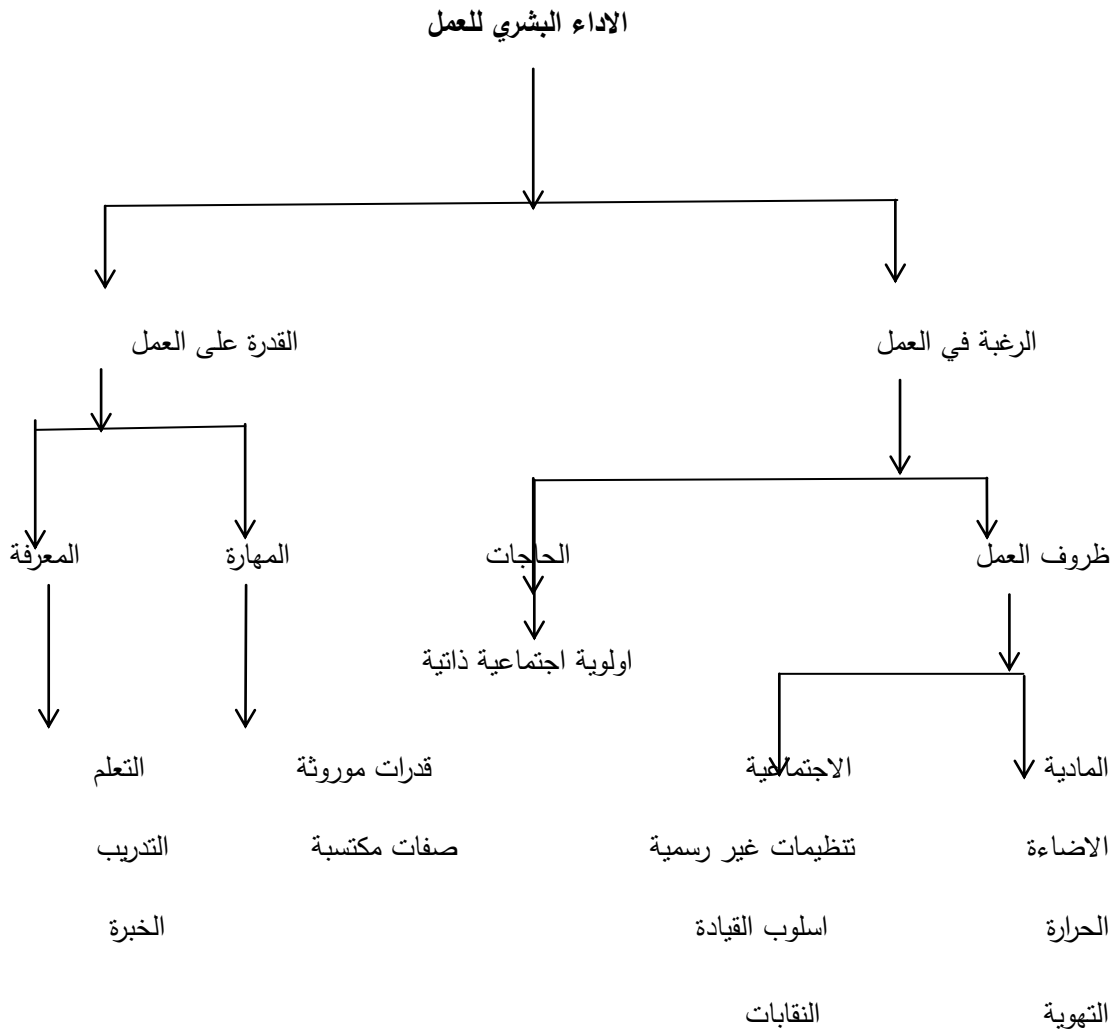 الاداء البشري للعمل
الرغبة في العمل
القدرة على العمل
ظروف العمل
الحاجات
المهارة
المعرفة
اولوية اجتماعية ذاتية
المادية
الاجتماعية
قدرات موروثة
التعلم
الاضاءة
تنظيمات غير رسمية
صفات مكتسبة
التدريب
الحرارة
اسلوب القيادة
الخبرة
التهوية
النقابات